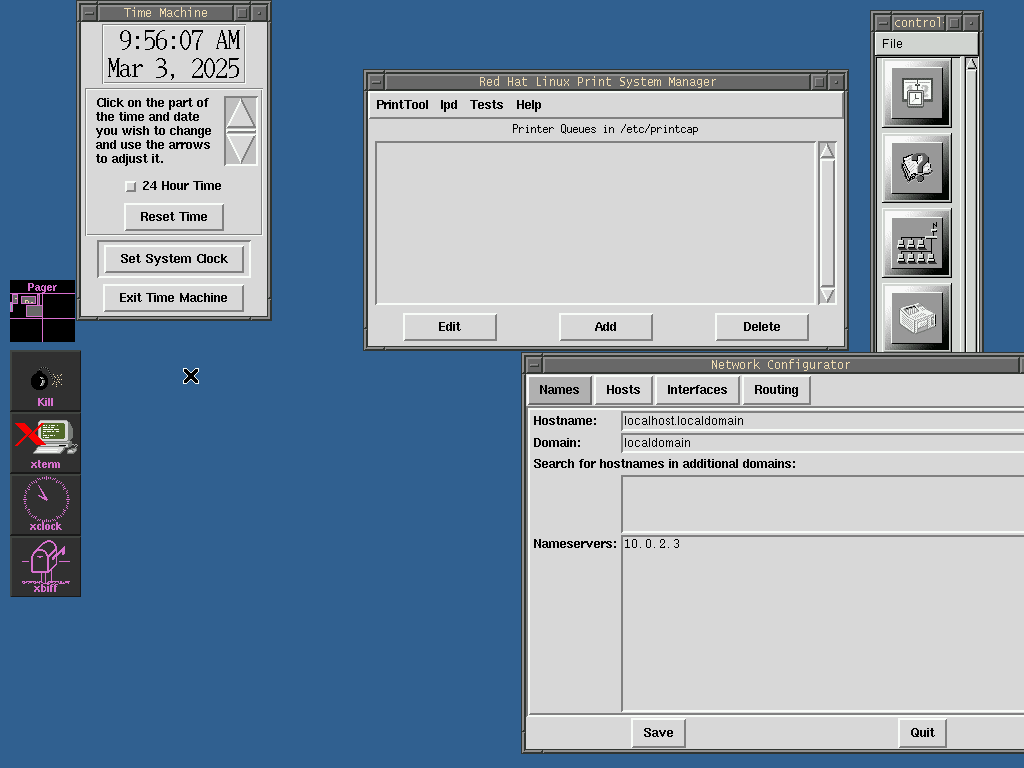 Time Machine
9:56:07 AM
Mar 3, 2025
Click on the part of
the time and date
you wish to change
and use the arrows
to adjust it.
24 Hour Time
Reset Time
Set System Clock
Exit Time Machine
Pager
Kill
xterm
xclock
xbiff
Red Hat Linux Print System Manager
PrintTool lpd Tests Help
Printer Queues in /etc/printcap
Edit Add Delete
control
File
Network Configurator
Names Hosts Interfaces Routing
Hostname: localhost.localdomain
Domain: localdomain
Search for hostnames in additional domains:
Nameservers: 10.0.2.3
Save Quit